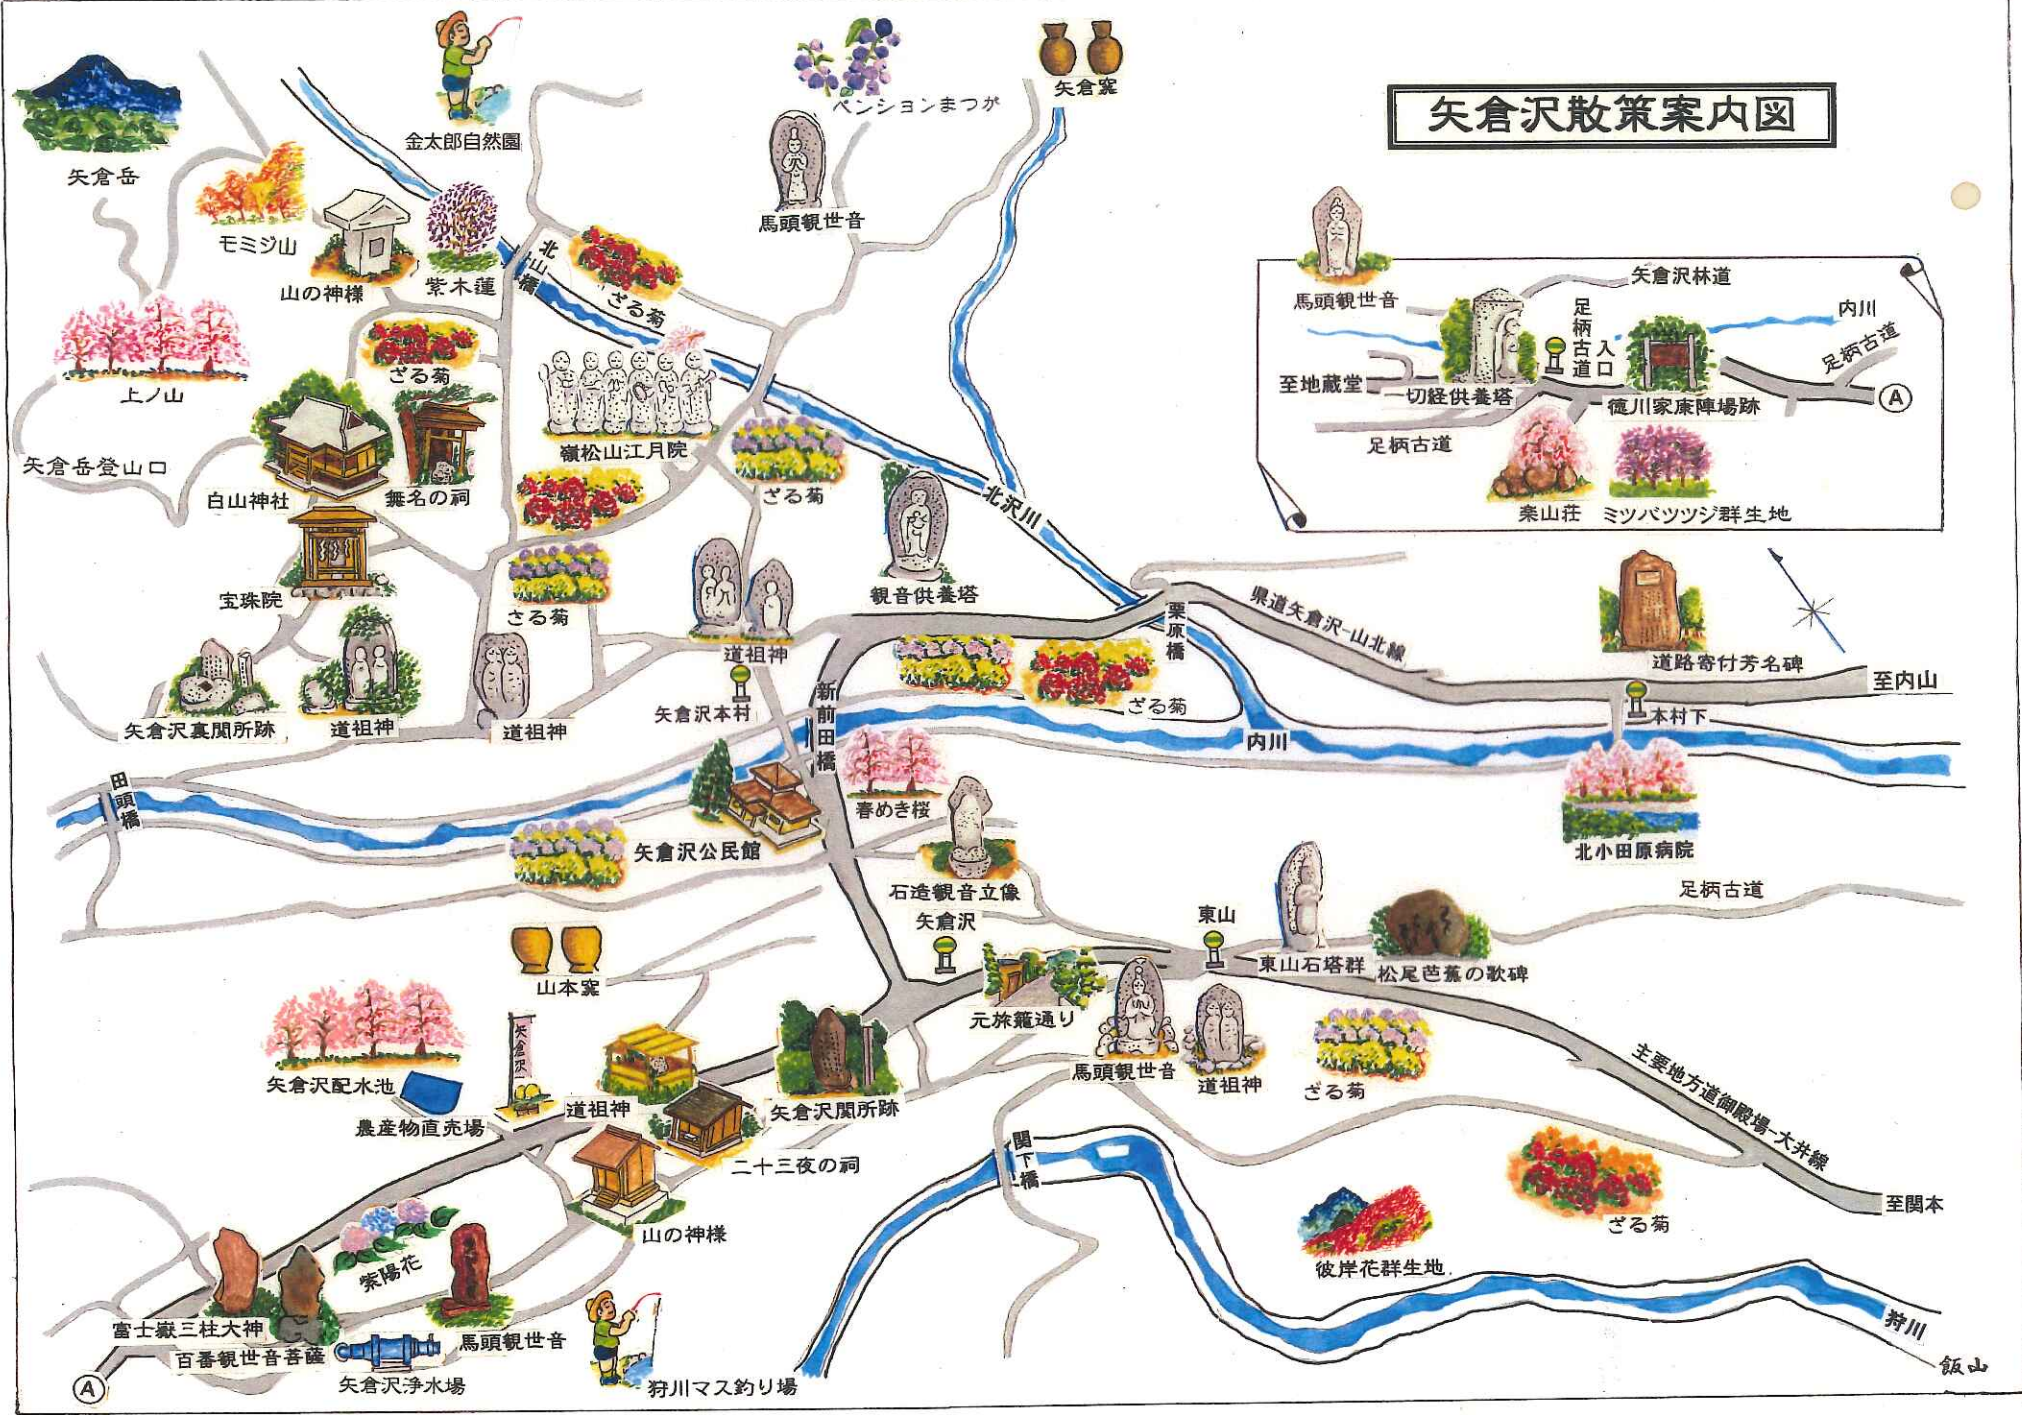 矢倉沢散策案内図
矢倉岳
金太郎自然園
ペンションまつが
矢倉窯
モミジ山
山の神様
紫木蓮
北山橋
ざる菊
馬頭観世音
上ノ山
ざる菊
嶺松山江月院
ざる菊
矢倉岳登山口
白山神社
無名の祠
北沢川
宝珠院
さる菊
観音供養塔
道祖神
栗原橋
県道矢倉沢-山北線
矢倉沢裏関所跡
道祖神
道祖神
矢倉沢本村
新前田橋
ざる菊
内川
馬頭観世音
矢倉沢林道
足柄古道入口
内川
足柄古道
至地蔵堂
一切経供養塔
徳川家康陣場跡
A
足柄古道
楽山荘
ミツバツツジ群生地
道路寄付芳名碑
至内山
本村下
北小田原病院
田頭橋
矢倉沢公民館
春めき桜
石造観音立像
矢倉沢
東山
足柄古道
東山石塔群
松尾芭蕉の歌碑
山本窯
元旅籠通り
馬頭観世音
道祖神
ざる菊
主要地方道御殿場-大井線
矢倉沢配水池
矢倉沢
農産物直売場
道祖神
矢倉沢関所跡
二十三夜の祠
関下橋
山の神様
至関本
ざる菊
彼岸花群生地
紫陽花
富士嶽三柱大神
百番観世音菩薩
馬頭観世音
矢倉沢浄水場
狩川マス釣り場
A
狩川
飯山